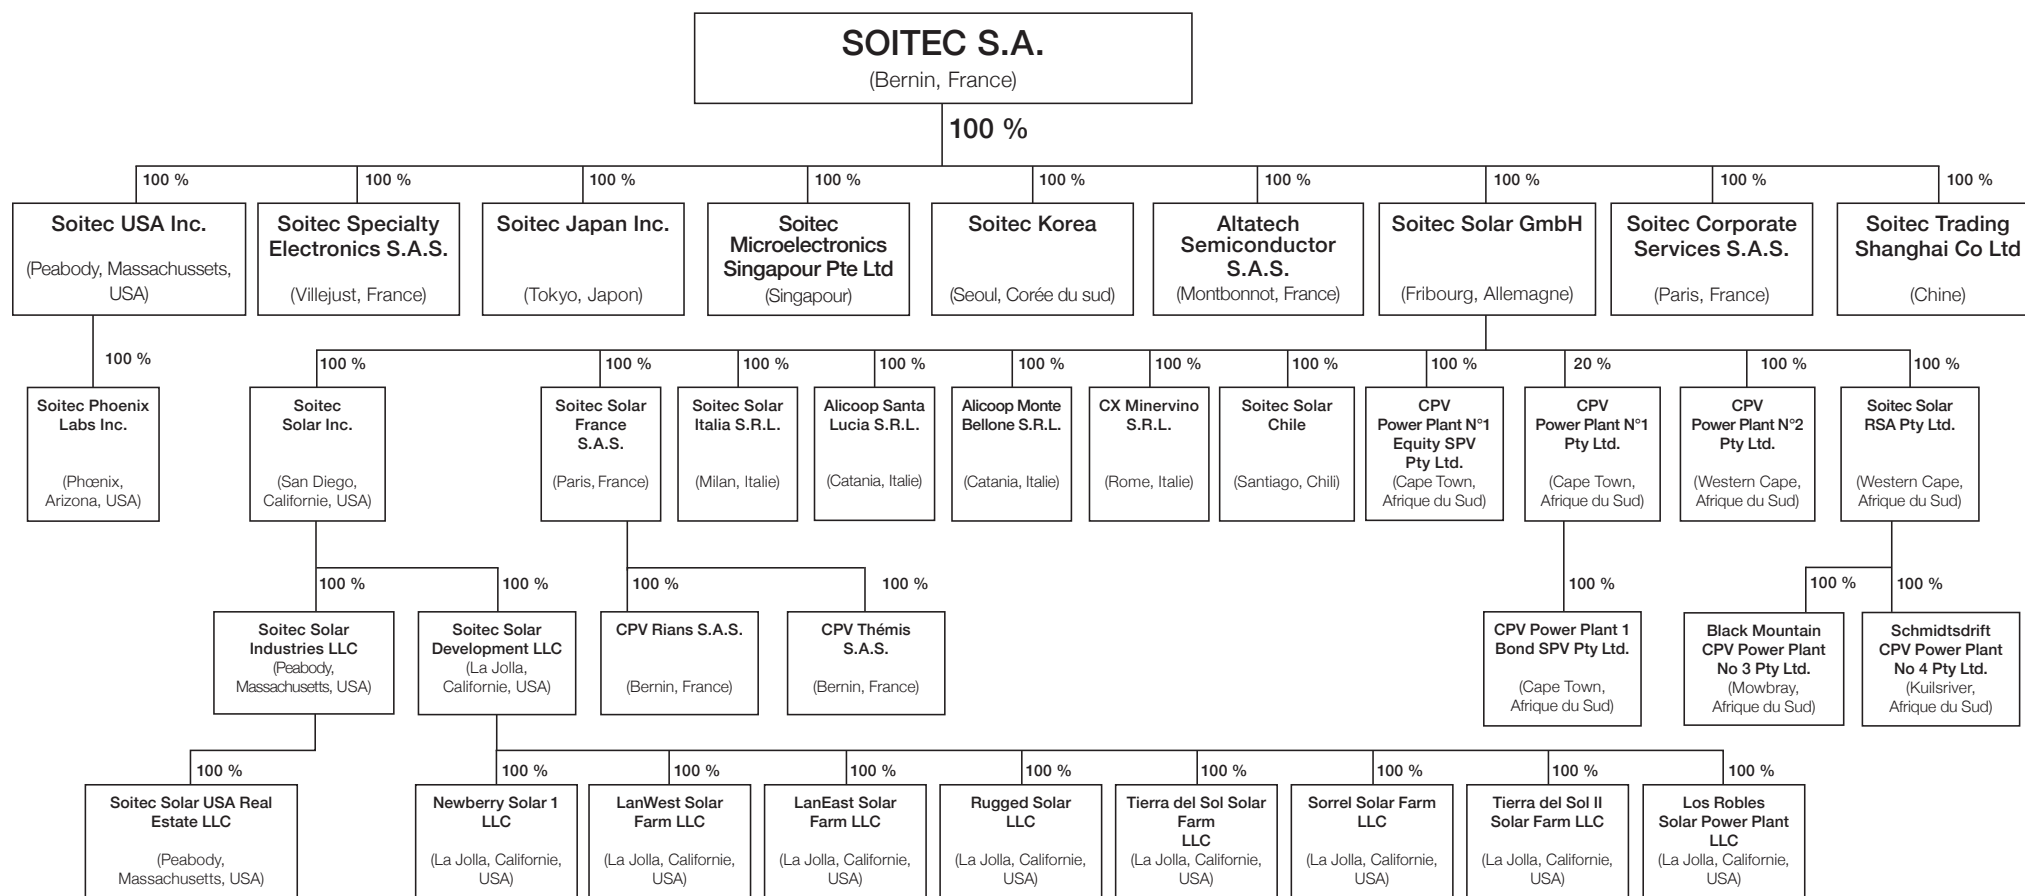 SOITEC S.A.
(Bernin, France)
100 %
100 %
100 %
100 %
100 %
100 %
100 %
100 %
100 %
100 %
Soitec USA Inc.
(Peabody, Massachussets,
USA)
Soitec Specialty
Electronics S.A.S.
(Villejust, France)
Soitec Japan Inc.
(Tokyo, Japon)
Soitec
Microelectronics
Singapour Pte Ltd
(Singapour)
Soitec Korea
(Seoul, Corée du sud)
Altatech
Semiconductor
S.A.S.
(Montbonnot, France)
Soitec Solar GmbH
(Fribourg, Allemagne)
Soitec Corporate
Services S.A.S.
(Paris, France)
Soitec Trading
Shanghai Co Ltd
(Chine)
100 %
100 %
100 %
100 %
100 %
100 %
100 %
100 %
100 %
20 %
100 %
100 %
Soitec Phoenix
Labs Inc.
(Phœnix,
Arizona, USA)
Soitec
Solar Inc.
(San Diego,
Californie, USA)
Soitec Solar
France
S.A.S.
(Paris, France)
Soitec Solar
Italia S.R.L.
(Milan, Italie)
Alicoop Santa
Lucia S.R.L.
(Catania, Italie)
Alicoop Monte
Bellone S.R.L.
(Catania, Italie)
CX Minervino
S.R.L.
(Rome, Italie)
Soitec Solar
Chile
(Santiago, Chili)
CPV
Power Plant N°1
Equity SPV
Pty Ltd.
(Cape Town,
Afrique du Sud)
CPV
Power Plant N°1
Pty Ltd.
(Cape Town,
Afrique du Sud)
CPV
Power Plant N°2
Pty Ltd.
(Western Cape,
Afrique du Sud)
Soitec Solar
RSA Pty Ltd.
(Western Cape,
Afrique du Sud)
100 %
100 %
100 %
100 %
100 %
100 %
100 %
Soitec Solar
Industries LLC
(Peabody,
Massachusetts, USA)
Soitec Solar
Development LLC
(La Jolla,
Californie, USA)
CPV Rians S.A.S.
(Bernin, France)
CPV Thémis
S.A.S.
(Bernin, France)
CPV Power Plant 1
Bond SPV Pty Ltd.
(Cape Town,
Afrique du Sud)
Black Mountain
CPV Power Plant
No 3 Pty Ltd.
(Mowbray,
Afrique du Sud)
Schmidtsdrift
CPV Power Plant
No 4 Pty Ltd.
(Kuilsriver,
Afrique du Sud)
100 %
100 %
100 %
100 %
100 %
100 %
100 %
100 %
100 %
Soitec Solar USA Real
Estate LLC
(Peabody,
Massachusetts, USA)
Newberry Solar 1
LLC
(La Jolla, Californie,
USA)
LanWest Solar
Farm LLC
(La Jolla, Californie,
USA)
LanEast Solar
Farm LLC
(La Jolla, Californie,
USA)
Rugged Solar
LLC
(La Jolla, Californie,
USA)
Tierra del Sol Solar
Farm
LLC
(La Jolla, Californie,
USA)
Sorrel Solar Farm
LLC
(La Jolla, Californie,
USA)
Tierra del Sol II
Solar Farm LLC
(La Jolla, Californie,
USA)
Los Robles
Solar Power Plant
LLC
(La Jolla, Californie,
USA)